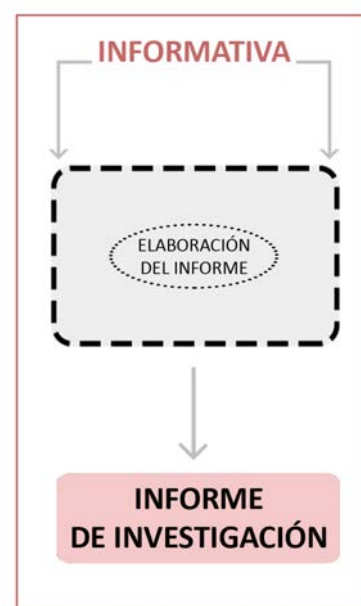 INFORMATIVA
ELABORACIÓN
DEL INFORME
INFORME
DE INVESTIGACIÓN